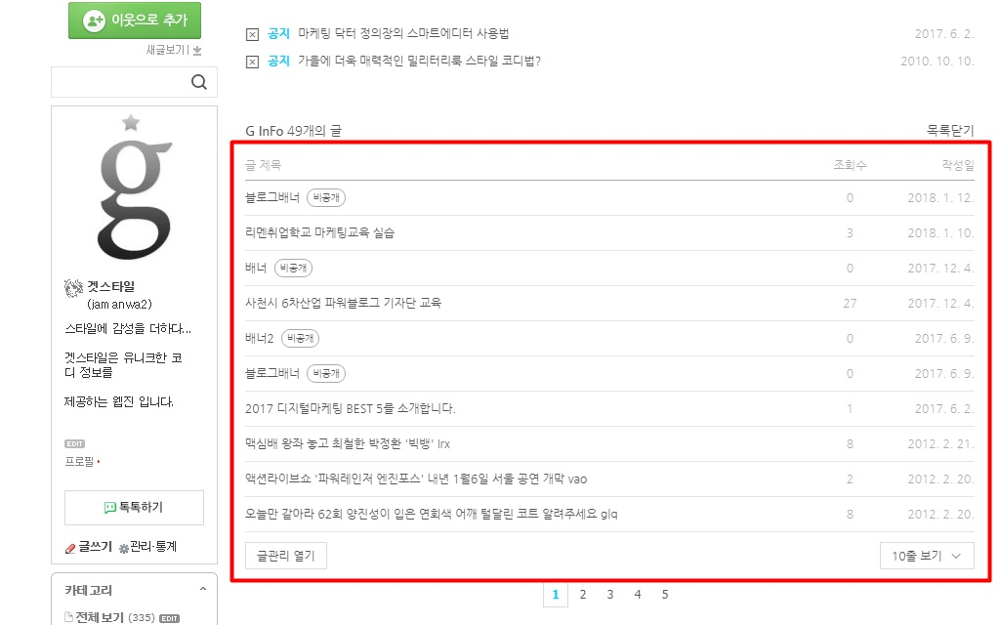 이웃으로 추가
새글보기
g
겟스타일
(jamanwa2)
스타일에 감성을 더하다...
겟스타일은 유니크한 코
디 정보를
제공하는 웹진 입니다.
EDIT
프로필
톡톡하기
글쓰기 관리·통계
카테고리
전체보기 (335) EDIT
공지 마케팅 닥터 정의장의 스마트에디터 사용법 2017. 6. 2.
공지 가을에 더욱 매력적인 밀리터리룩 스타일 코디법? 2010. 10. 10.
G InFo 49개의 글 목록닫기
글 제목 조회수 작성일
블로그배너 비공개 0 2018. 1. 12.
리멘취업학교 마케팅교육 실습 3 2018. 1. 10.
배너 비공개 0 2017. 12. 4.
사천시 6차산업 파워블로그 기자단 교육 27 2017. 12. 4.
배너2 비공개 0 2017. 6. 9.
블로그배너 비공개 0 2017. 6. 9.
2017 디지털마케팅 BEST 5를 소개합니다. 1 2017. 6. 2.
맥심배 왕좌 놓고 최철한 박정환 '빅뱅' lrx 8 2012. 2. 21.
액션라이브쇼 '파워레인저 엔진포스' 내년 1월6일 서울 공연 개막 vao 2 2012. 2. 20.
오늘만 같아라 62회 양진성이 입은 연회색 어깨 털달린 코트 알려주세요 glq 8 2012. 2. 20.
글관리 열기 10줄 보기
1 2 3 4 5